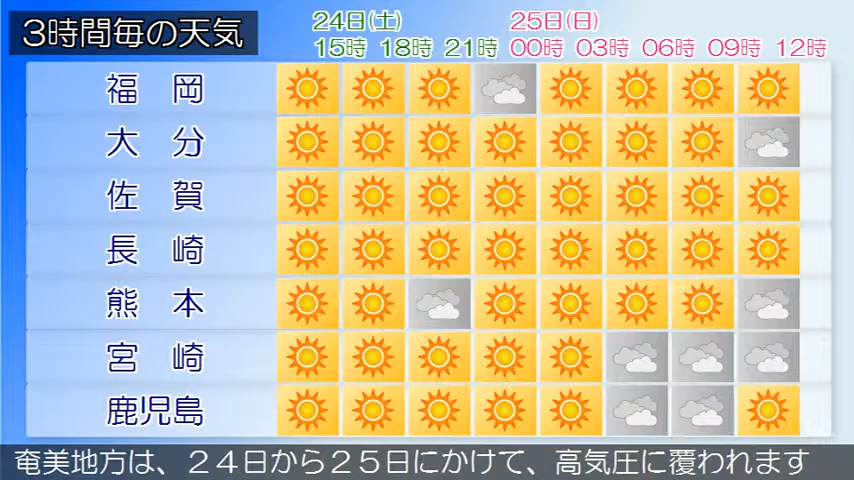 3時間毎の天気
24日(土) 25日(日)
15時 18時 21時 00時 03時 06時 09時 12時
福岡
大分
佐賀
長崎
熊本
宮崎
鹿児島
奄美地方は、２４日から２５日にかけて、高気圧に覆われます